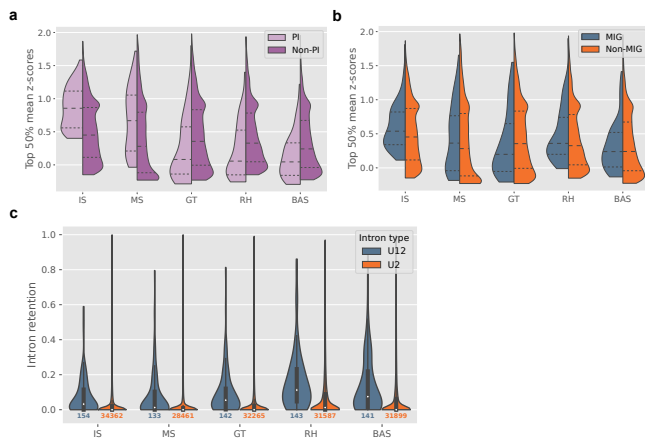 a
2.0
1.5
1.0
0.5
0.0
Top 50% mean z-scores
PI
Non-PI
IS
MS
GT
RH
BAS
b
2.0
1.5
1.0
0.5
0.0
Top 50% mean z-scores
MIG
Non-MIG
IS
MS
GT
RH
BAS
c
1.0
0.8
0.6
0.4
0.2
0.0
Intron retention
Intron type
U12
U2
154 34362 133 28461 142 32265 143 31587 141 31899
IS
MS
GT
RH
BAS